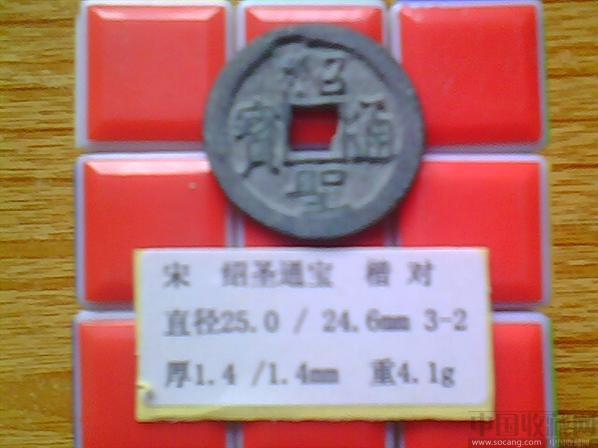 紹聖通寶
宋 绍圣通宝 楷 对
直径25.0 / 24.6mm 3-2
厚1.4 /1.4mm 重4.1g
中国收藏网
www.socang.com